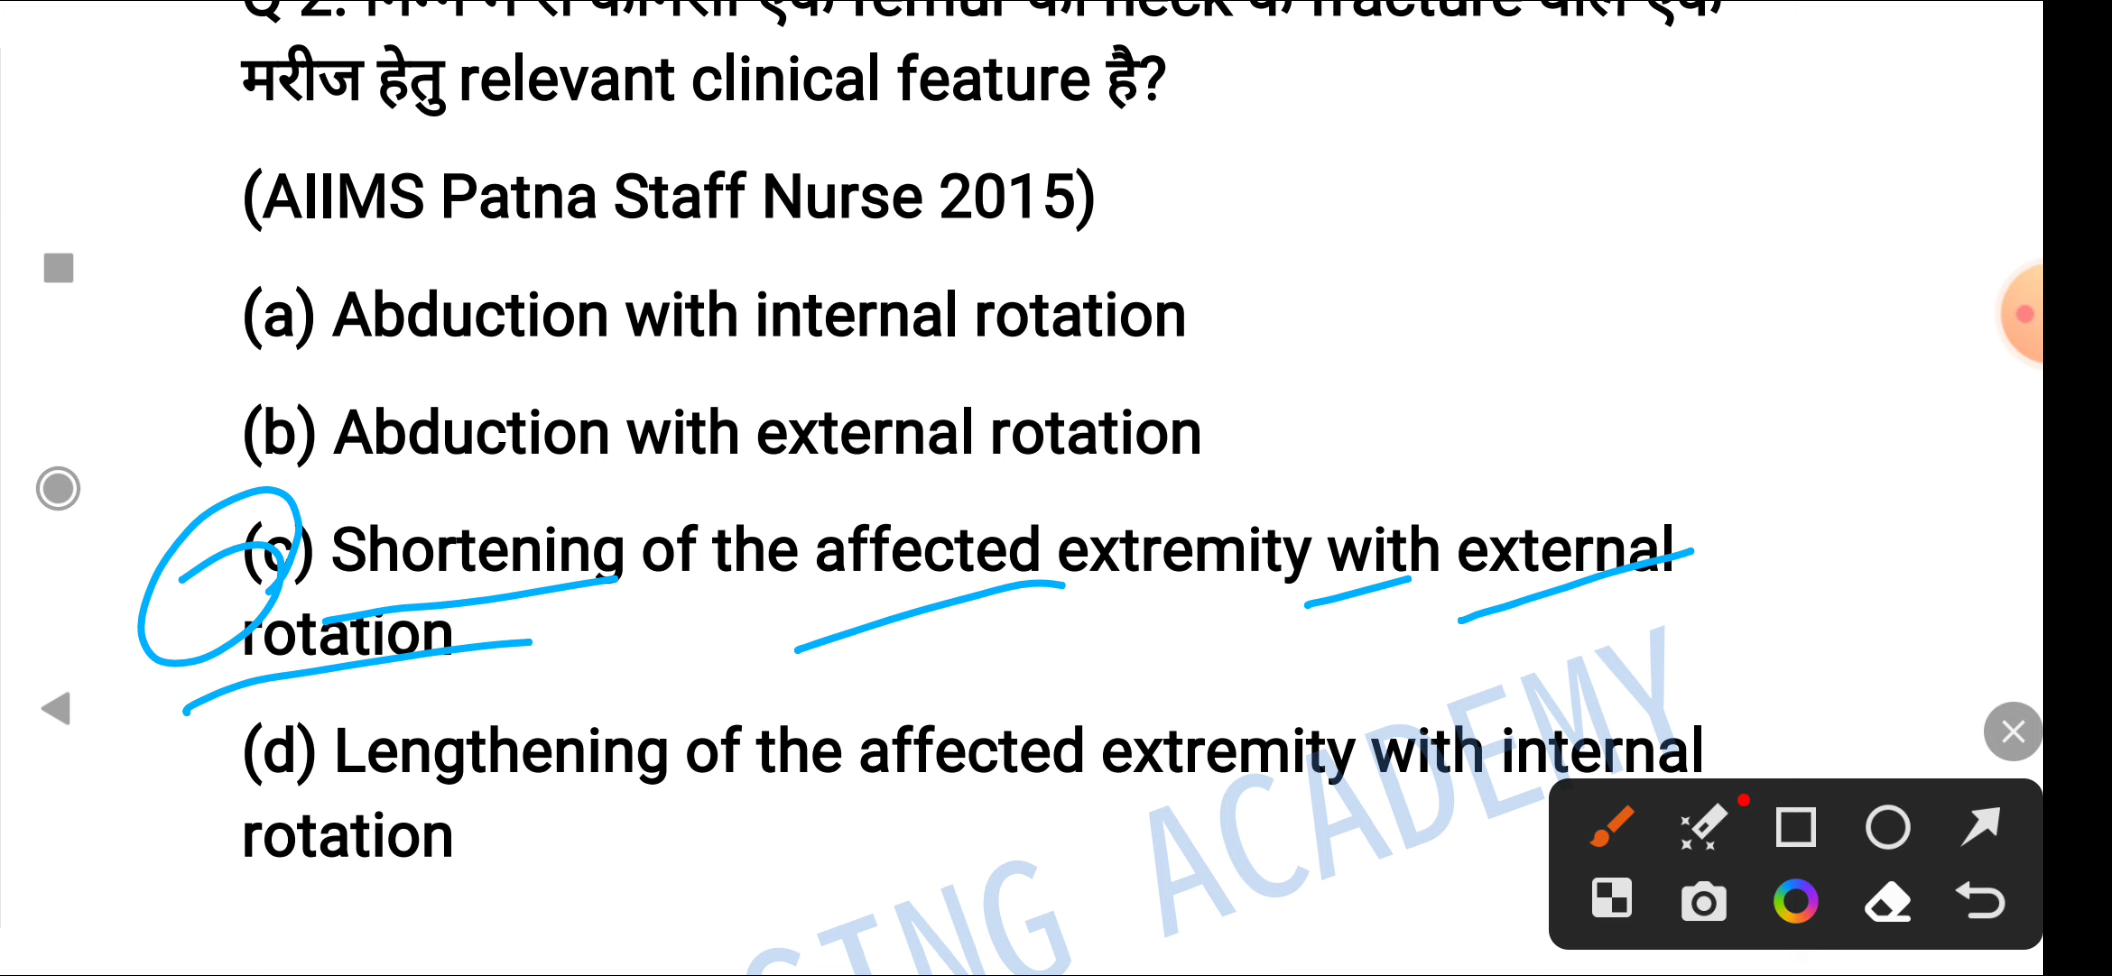 मरीज हेतु relevant clinical feature है?
(AIIMS Patna Staff Nurse 2015)
(a) Abduction with internal rotation
(b) Abduction with external rotation
(c) Shortening of the affected extremity with external
rotation
(d) Lengthening of the affected extremity with internal
rotation
ACADEMY